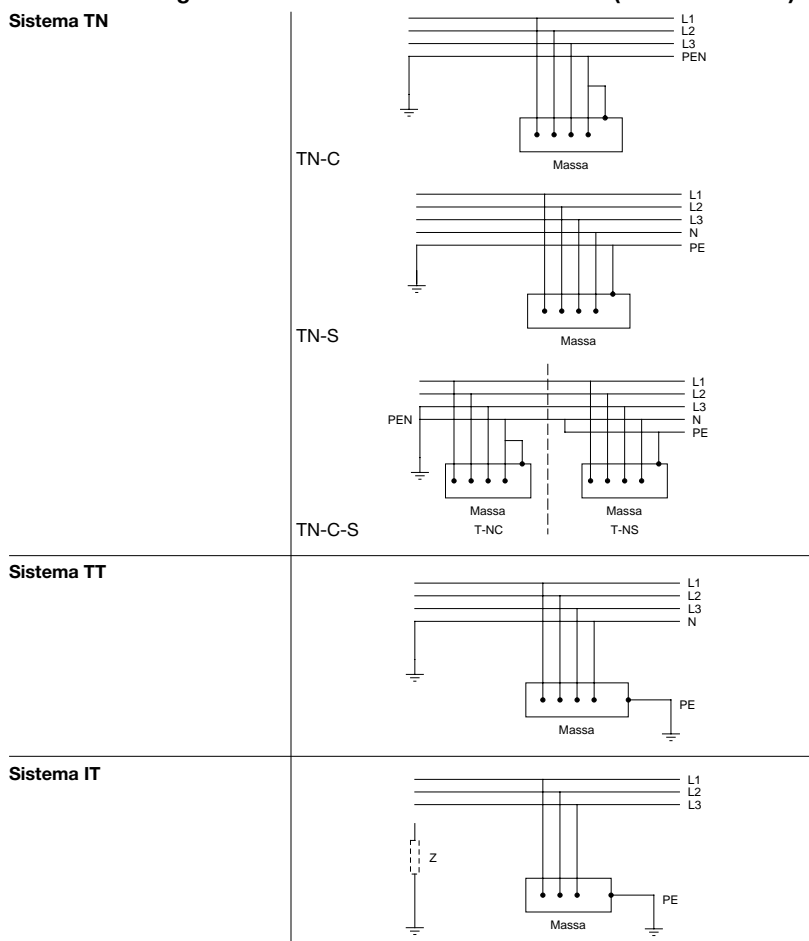 Sistema TN
L1
L2
L3
PEN
TN-C
Massa
L1
L2
L3
N
PE
TN-S
Massa
L1
L2
L3
PEN
N
PE
Massa
Massa
TN-C-S
T-NC
T-NS
Sistema TT
L1
L2
L3
N
PE
Massa
Sistema IT
L1
L2
L3
Z
PE
Massa